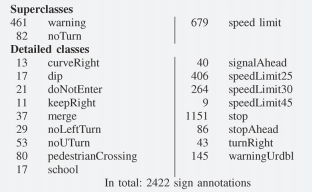 Superclasses
461 warning 679 speed limit
82 noTurn
Detailed classes
13 curveRight 40 signalAhead
17 dip 406 speedLimit25
21 doNotEnter 264 speedLimit30
11 keepRight 9 speedLimit45
37 merge 1151 stop
29 noLeftTurn 86 stopAhead
53 noUTurn 43 turnRight
80 pedestrianCrossing 145 warningUrdbl
17 school
In total: 2422 sign annotations